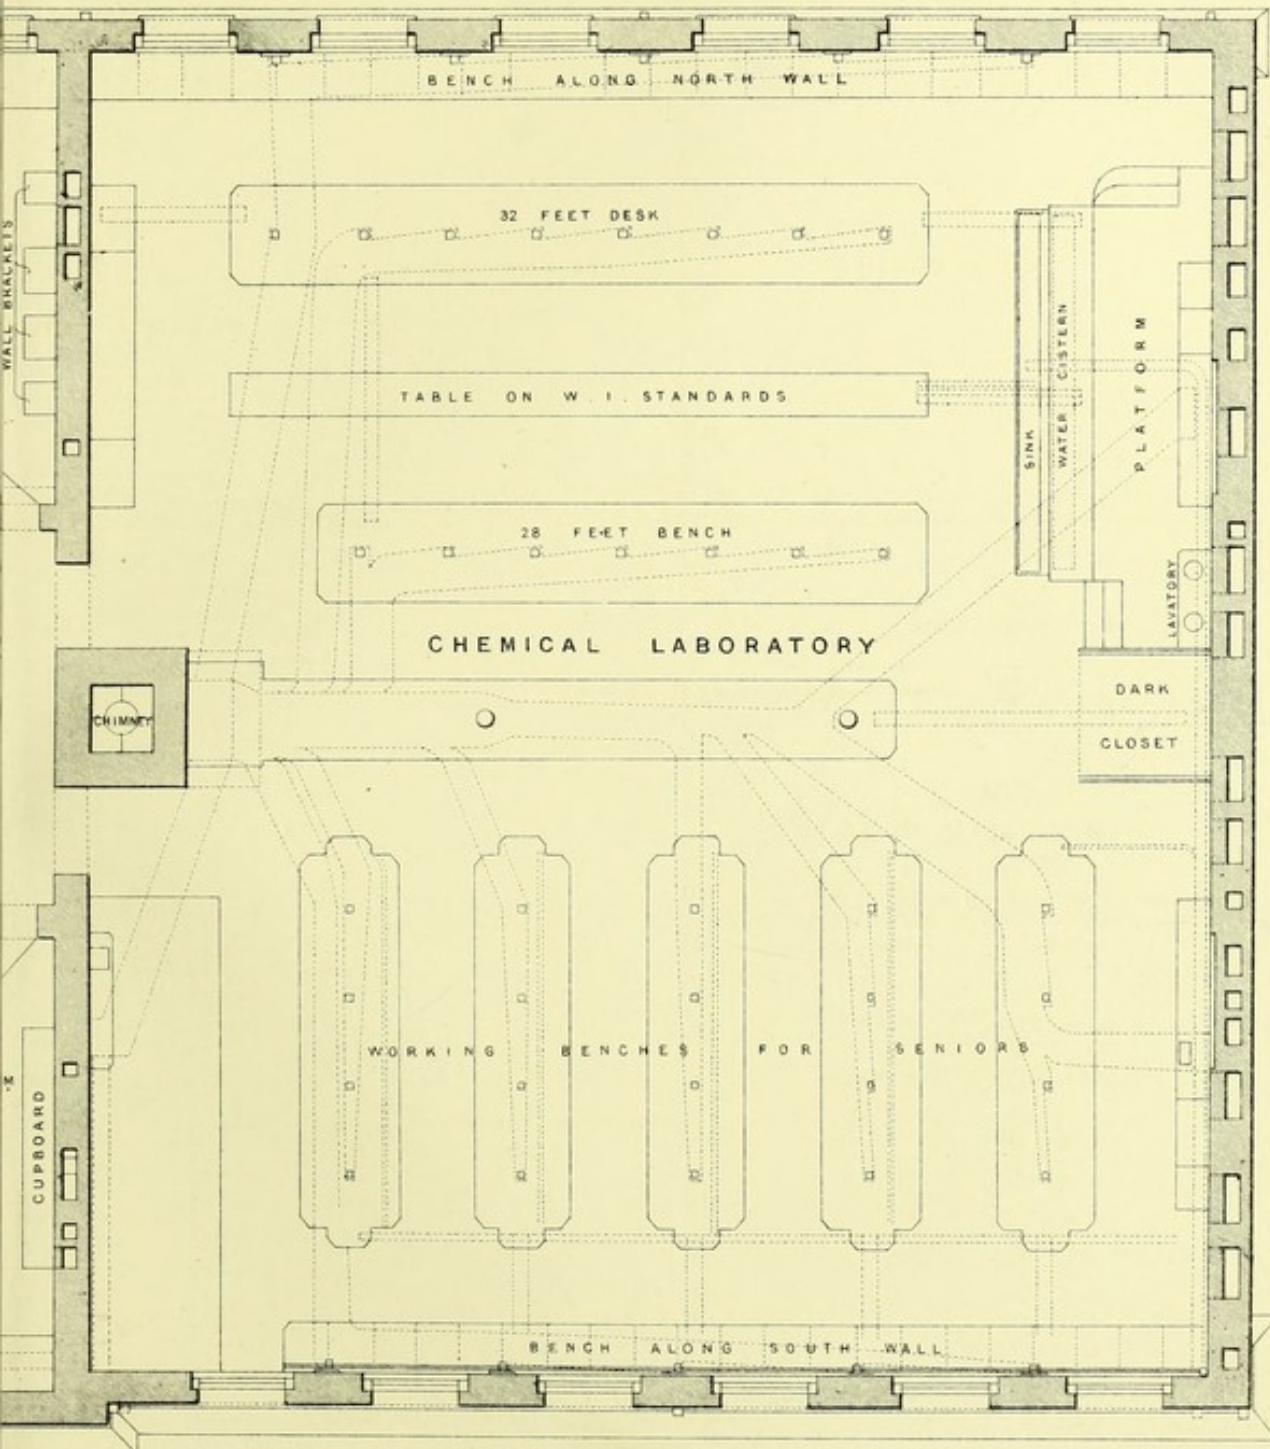 BENCH ALONG NORTH WALL
WALL BRACKETS
32 FEET DESK
TABLE ON W. I. STANDARDS
SINK
WATER CISTERN
PLATFORM
28 FEET BENCH
LAVATORY
CHEMICAL LABORATORY
CHIMNEY
DARK
CLOSET
WORKING BENCHES FOR SENIORS
CUPBOARD
BENCH ALONG SOUTH WALL